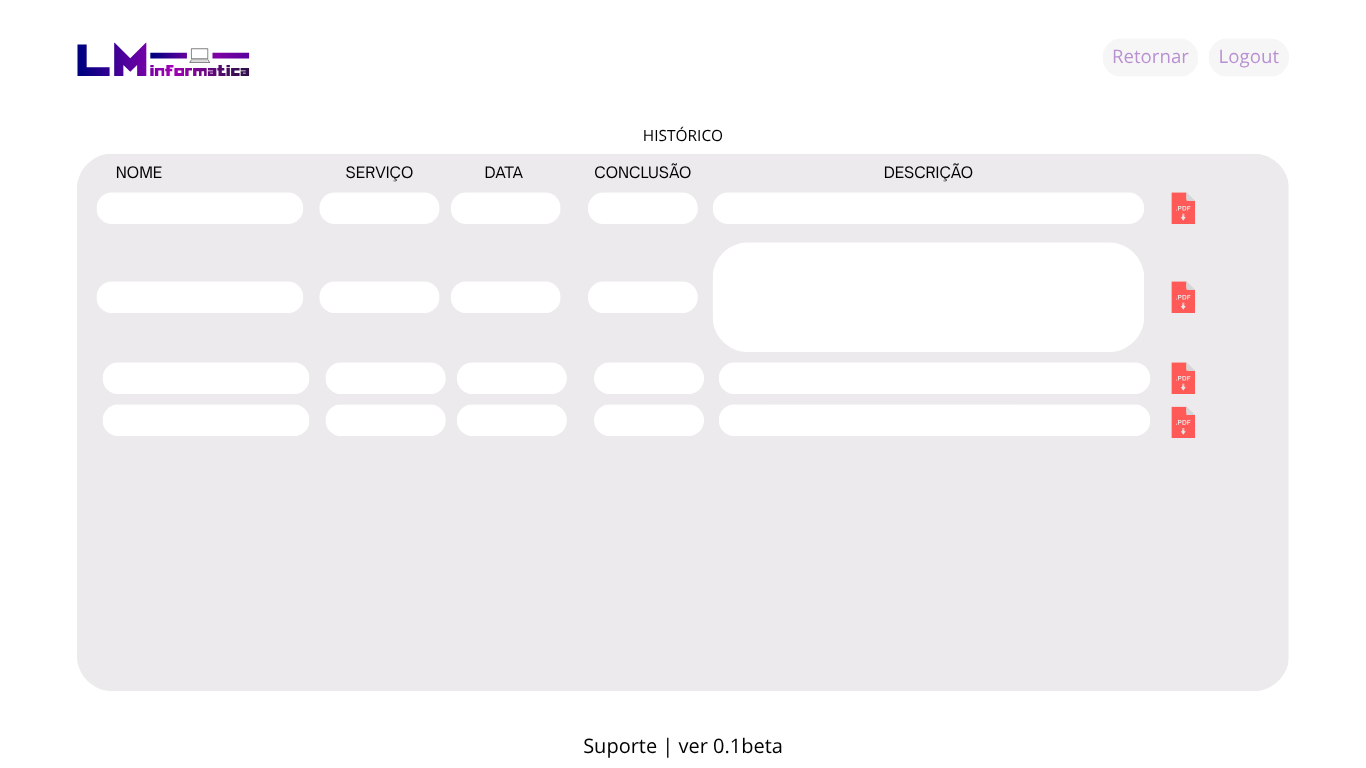 LM
informatica
Retornar
Logout
HISTÓRICO
NOME SERVIÇO DATA CONCLUSÃO DESCRIÇÃO
.PDF
.PDF
.PDF
.PDF
Suporte | ver 0.1beta